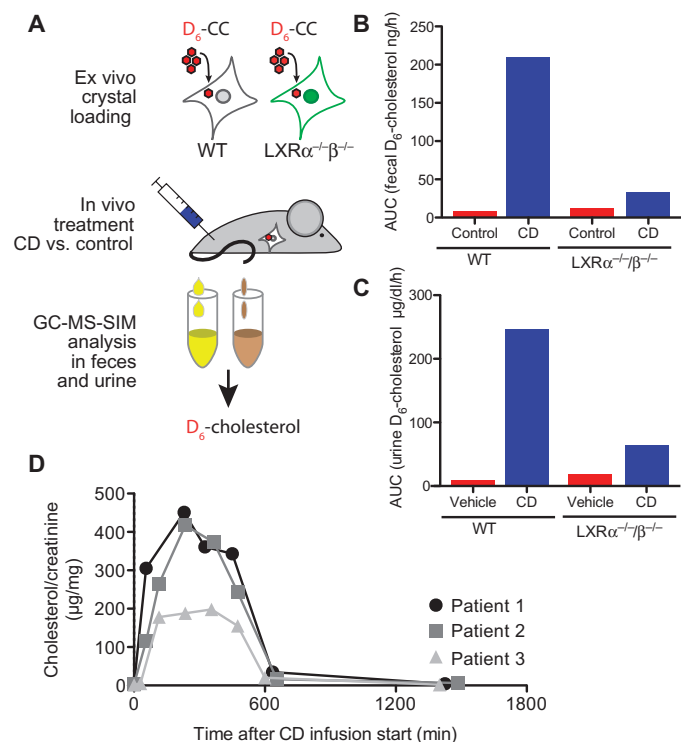 A
D6-CC D6-CC
Ex vivo
crystal
loading
WT LXRα−/−β−/−
In vivo
treatment
CD vs. control
GC-MS-SIM
analysis
in feces
and urine
D6-cholesterol
B
AUC (fecal D6-cholesterol ng/h)
250
200
150
100
50
0
Control CD Control CD
WT LXRα−/−/β−/−
C
AUC (urine D6-cholesterol µg/dl/h)
300
200
100
0
Vehicle CD Vehicle CD
WT LXRα−/−/β−/−
D
Cholesterol/creatinine
(µg/mg)
500
400
300
200
100
0
0 600 1200 1800
Time after CD infusion start (min)
Patient 1
Patient 2
Patient 3